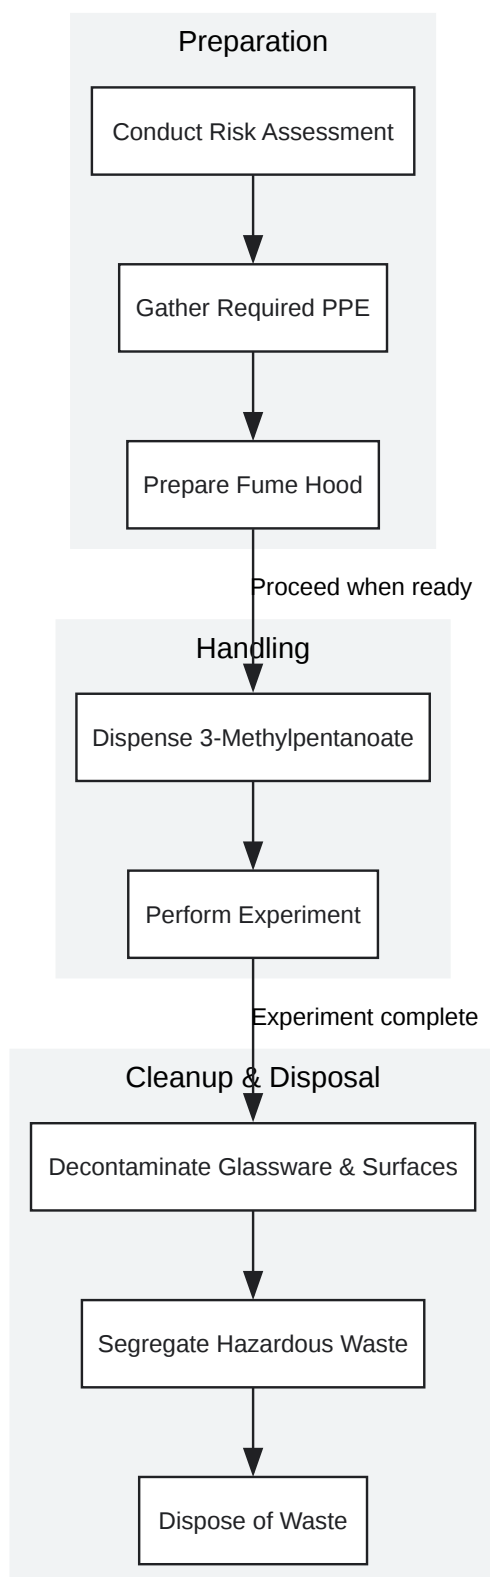 Preparation
Conduct Risk Assessment
Gather Required PPE
Prepare Fume Hood
Proceed when ready
Handling
Dispense 3-Methylpentanoate
Perform Experiment
Experiment complete
Cleanup & Disposal
Decontaminate Glassware & Surfaces
Segregate Hazardous Waste
Dispose of Waste